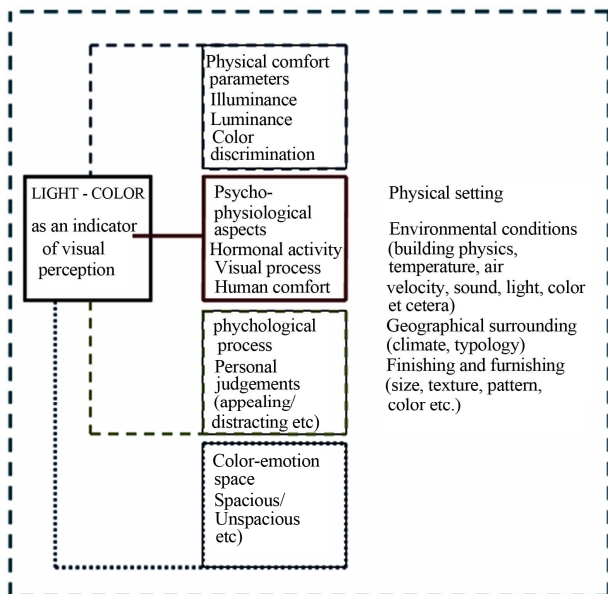 Physical comfort
parameters
Illuminance
Luminance
Color
discrimination
LIGHT - COLOR
as an indicator
of visual
perception
Psycho-
physiological
aspects
Hormonal activity
Visual process
Human comfort
phychological
process
Personal
judgements
(appealing/
distracting etc)
Color-emotion
space
Spacious/
Unspacious
etc)
Physical setting
Environmental conditions
(building physics,
temperature, air
velocity, sound, light, color
et cetera)
Geographical surrounding
(climate, typology)
Finishing and furnishing
(size, texture, pattern,
color etc.)